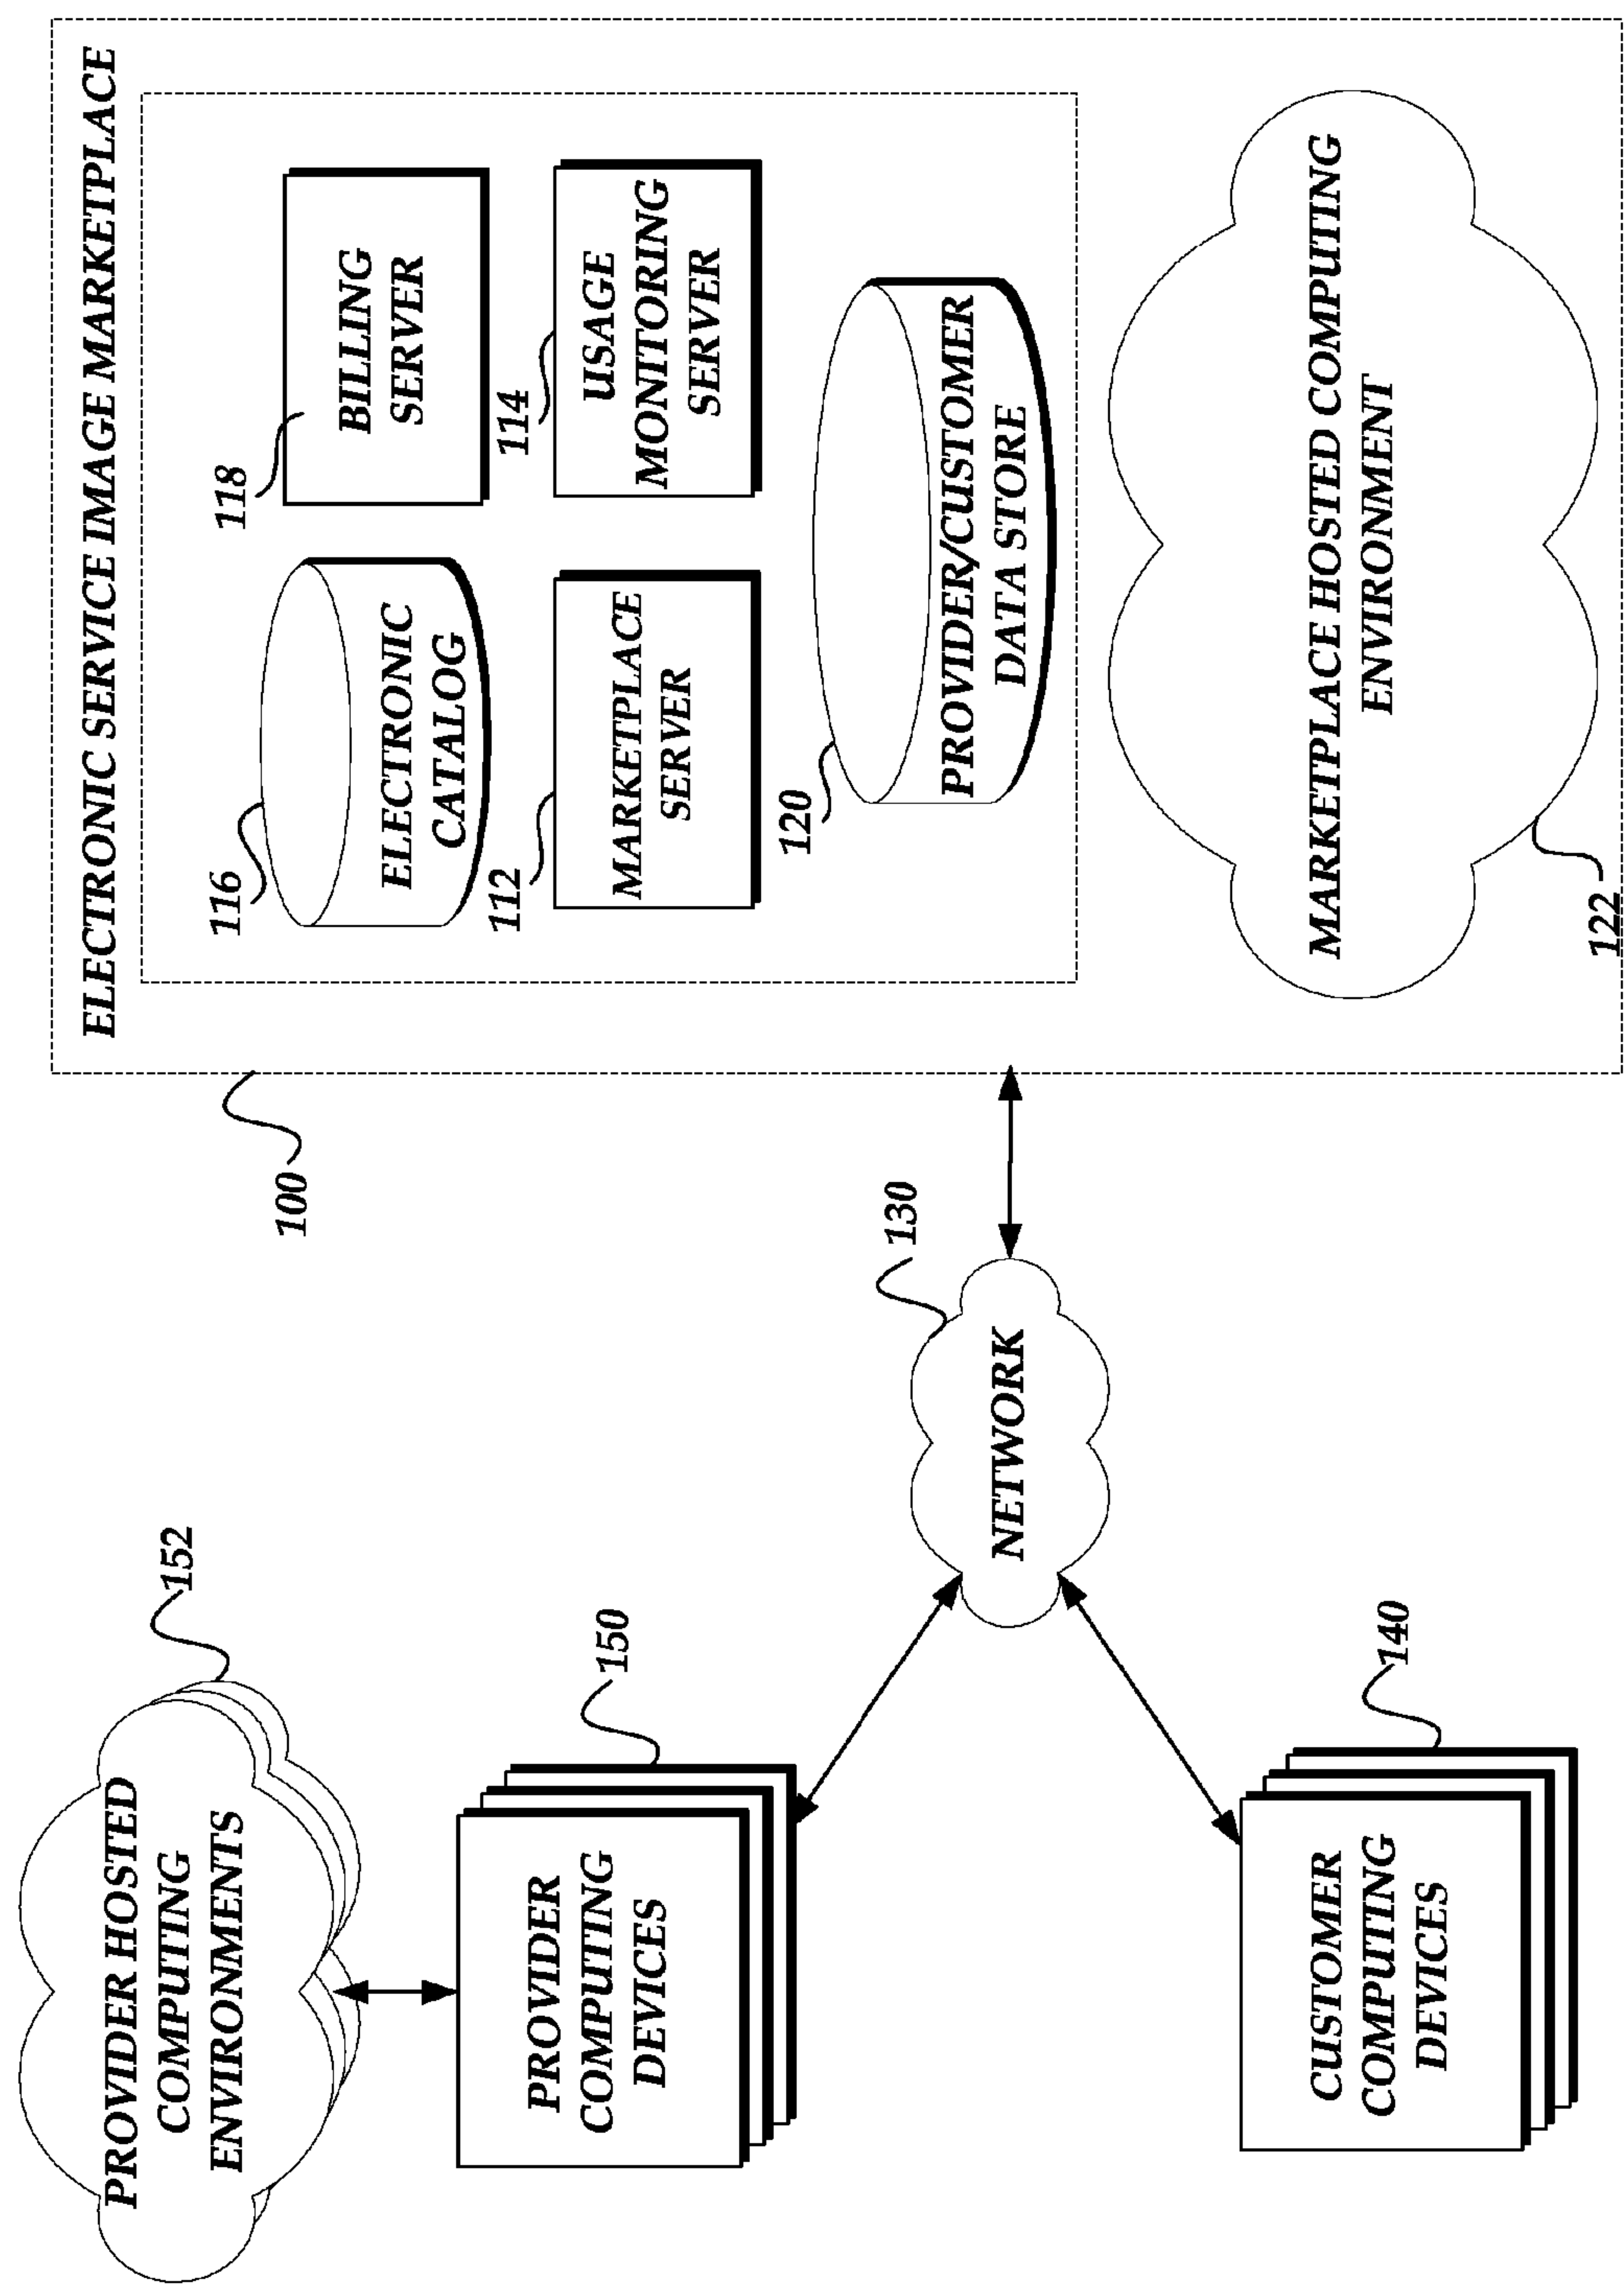 PROVIDER HOSTED
COMPUTING
ENVIRONMENTS
152
PROVIDER
COMPUTING
DEVICES
150
CUSTOMER
COMPUTING
DEVICES
140
NETWORK
130
100
ELECTRONIC SERVICE IMAGE MARKETPLACE
116
ELECTRONIC
CATALOG
118
BILLING
SERVER
112
MARKETPLACE
SERVER
114
USAGE
MONITORING
SERVER
120
PROVIDER/CUSTOMER
DATA STORE
MARKETPLACE HOSTED COMPUTING
ENVIRONMENT
122